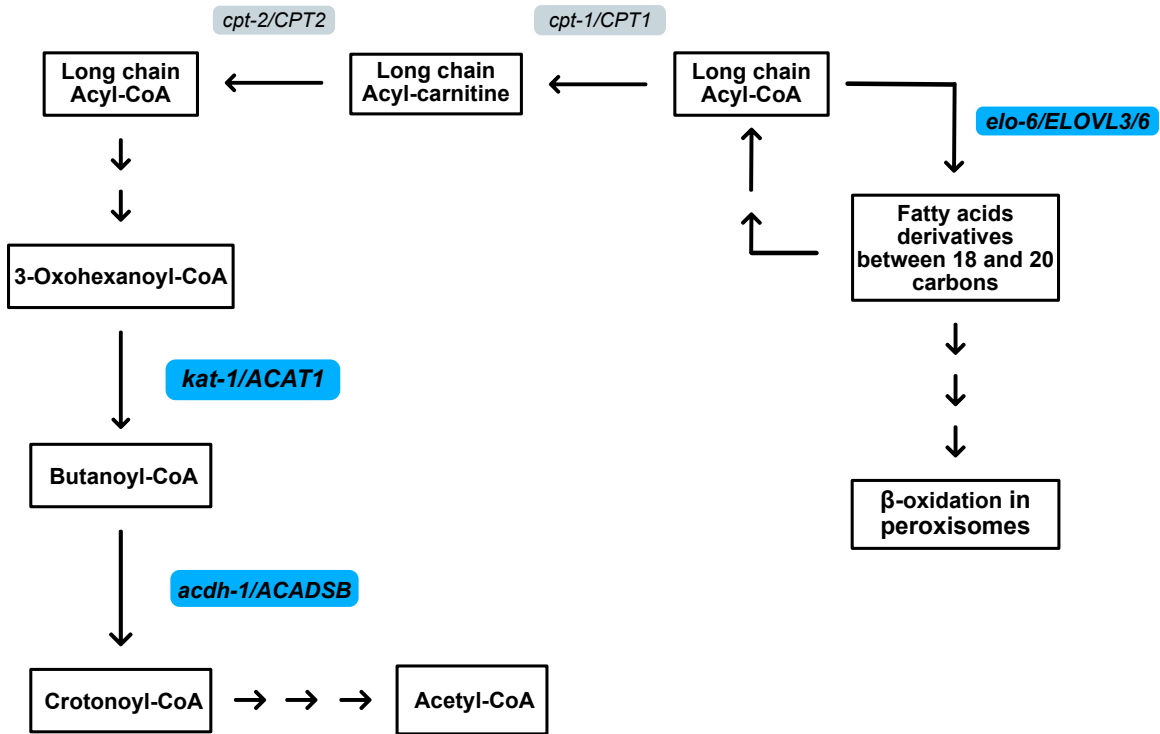 cpt-2/CPT2
cpt-1/CPT1
Long chain
Acyl-CoA
Long chain
Acyl-carnitine
Long chain
Acyl-CoA
elo-6/ELOVL3/6
Fatty acids
derivatives
between 18 and 20
carbons
3-Oxohexanoyl-CoA
kat-1/ACAT1
Butanoyl-CoA
β-oxidation in
peroxisomes
acdh-1/ACADSB
Crotonoyl-CoA
Acetyl-CoA